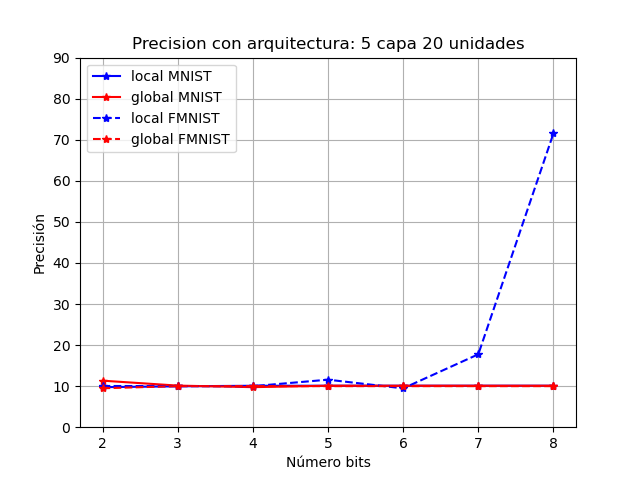 Precision con arquitectura: 5 capa 20 unidades
local MNIST
global MNIST
local FMNIST
global FMNIST
90
80
70
60
50
40
30
20
10
0
Precisión
2 3 4 5 6 7 8
Número bits